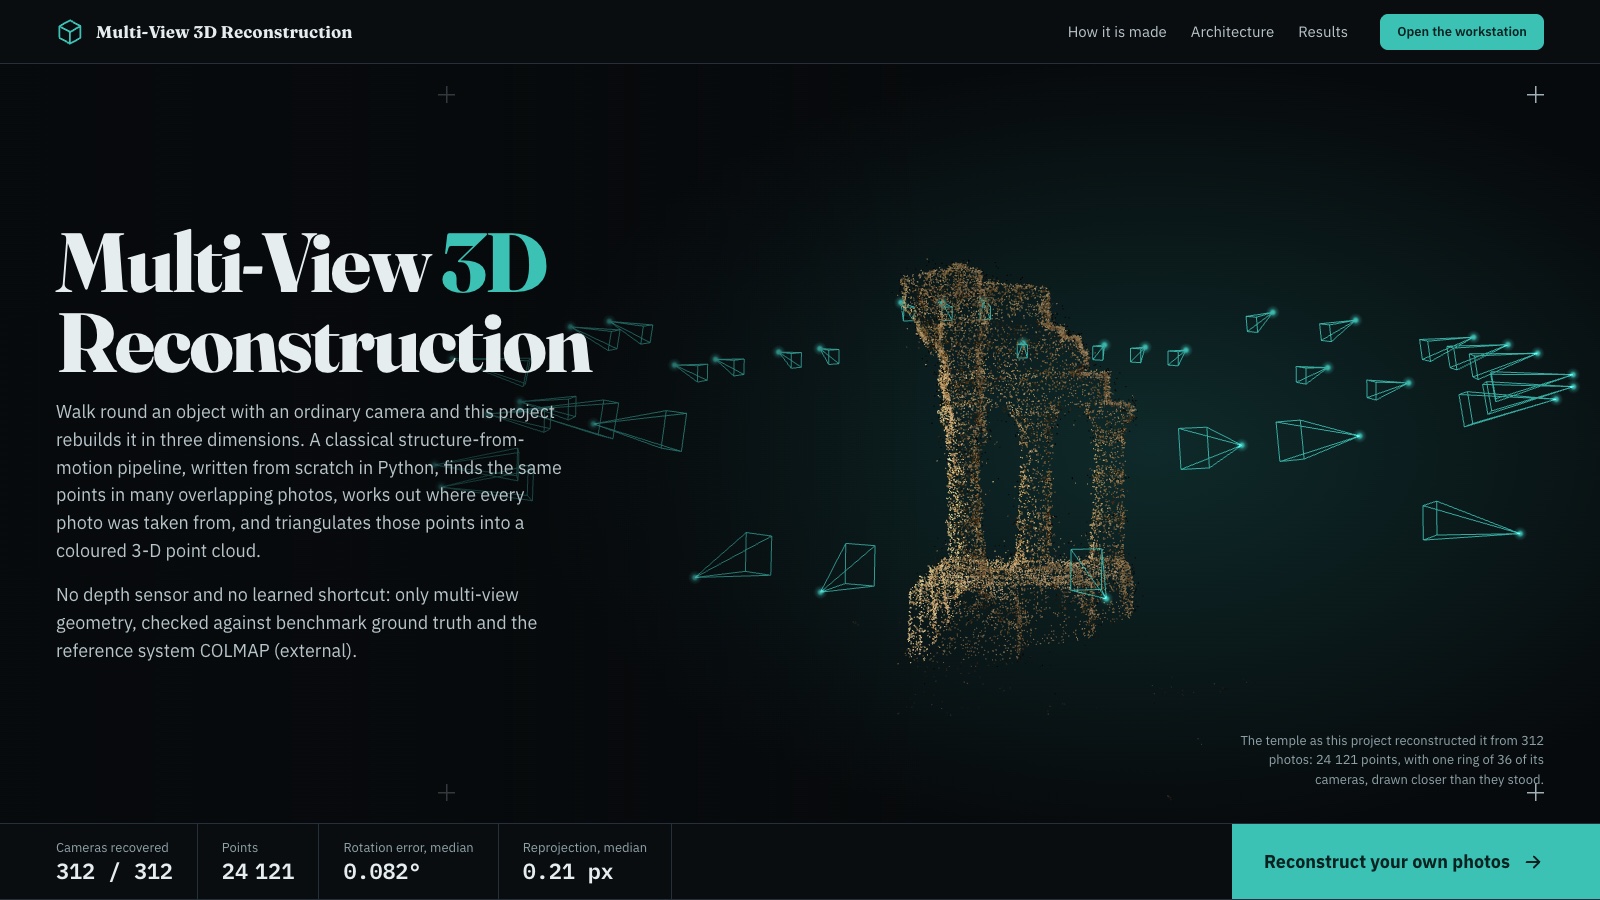 Multi-View 3D Reconstruction
How it is made
Architecture
Results
Open the workstation
Multi-View 3D
Reconstruction
Walk round an object with an ordinary camera and this project
rebuilds it in three dimensions. A classical structure-from-
motion pipeline, written from scratch in Python, finds the same
points in many overlapping photos, works out where every
photo was taken from, and triangulates those points into a
coloured 3-D point cloud.
No depth sensor and no learned shortcut: only multi-view
geometry, checked against benchmark ground truth and the
reference system COLMAP (external).
The temple as this project reconstructed it from 312
photos: 24 121 points, with one ring of 36 of its
cameras, drawn closer than they stood.
Cameras recovered
312 / 312
Points
24 121
Rotation error, median
0.082°
Reprojection, median
0.21 px
Reconstruct your own photos →